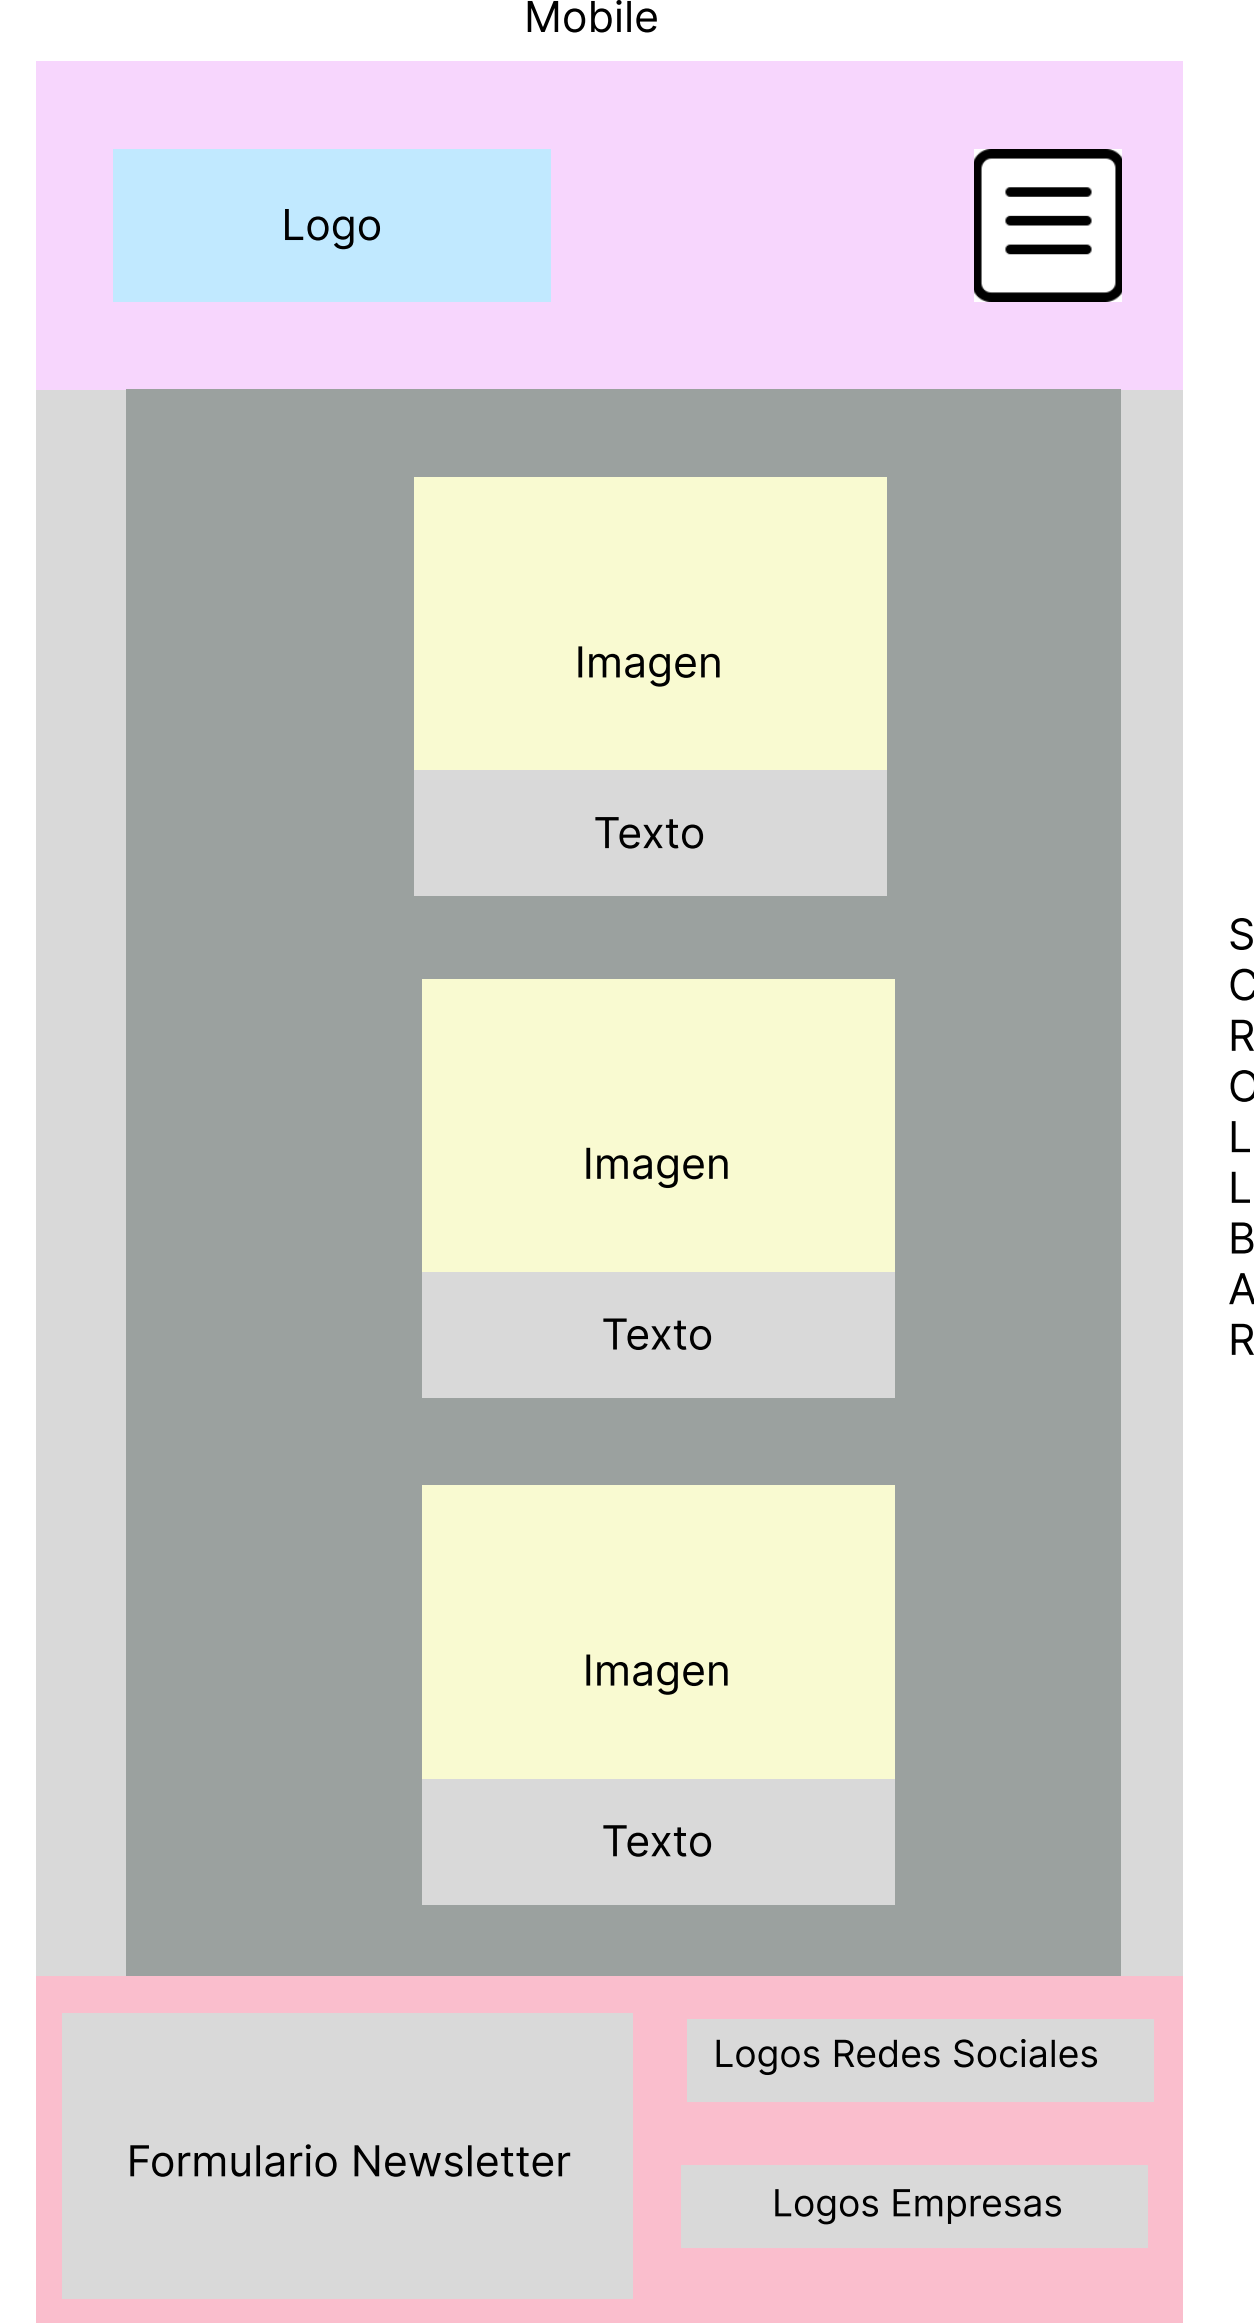 Mobile
Logo
Imagen
Texto
S
C
R
O
L
L
B
A
R
Imagen
Texto
Imagen
Texto
Logos Redes Sociales
Formulario Newsletter
Logos Empresas